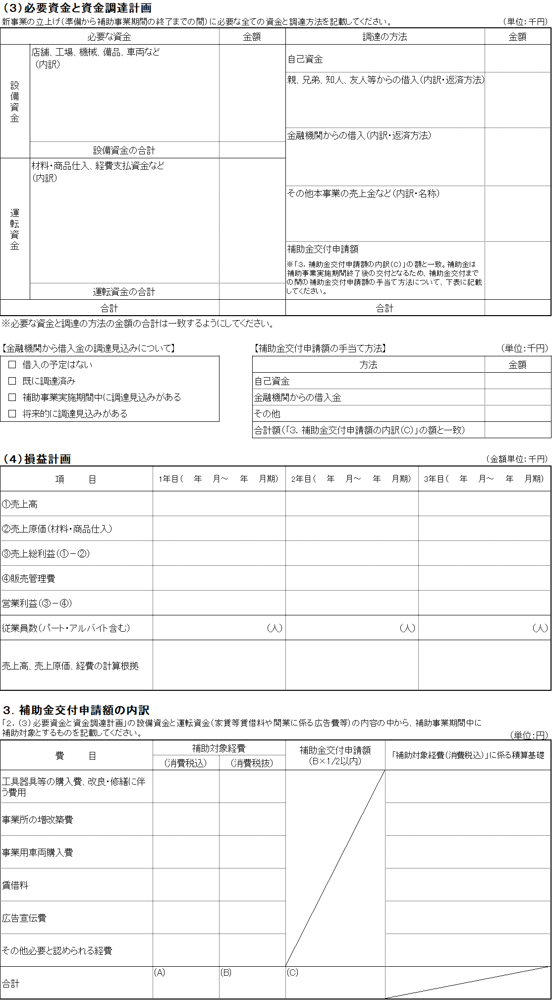 （３）必要資金と資金調達計画
新事業の立上げ（準備から補助事業期間の終了までの間）に必要な全ての資金と調達方法を記載してください。 （単位：千円）
必要な資金 金額 調達の方法 金額
設備資金
店舗、工場、機械、備品、車両など
（内訳）
設備資金の合計
運転資金
材料・商品仕入、経費支払資金など
（内訳）
運転資金の合計
自己資金
親、兄弟、知人、友人等からの借入（内訳・返済方法）
金融機関からの借入（内訳・返済方法）
その他本事業の売上金など（内訳・名称）
補助金交付申請額
※「３．補助金交付申請額の内訳（C）」の額と一致。補助金は
補助事業実施期間終了後の交付となるため、補助金交付まで
の間の補助金交付申請額の手当て方法について、下表に記載
してください。
合計 合計
※必要な資金と調達の方法の金額の合計は一致するようにしてください。
【金融機関から借入金の調達見込みについて】
□ 借入の予定はない
□ 既に調達済み
□ 補助事業実施期間中に調達見込みがある
□ 将来的に調達見込みがある
【補助金交付申請額の手当て方法】 （単位：千円）
方法 金額
自己資金
金融機関からの借入金
その他
合計額（「３．補助金交付申請額の内訳（C）」の額と一致）
（４）損益計画 （金額単位：千円）
項　　目 1年目（　年　月～　年　月期） 2年目（　年　月～　年　月期） 3年目（　年　月～　年　月期）
①売上高
②売上原価（材料・商品仕入）
③売上総利益（①－②）
④販売管理費
営業利益（③－④）
従業員数（パート・アルバイト含む） （人） （人） （人）
売上高、売上原価、経費の計算根拠
３．補助金交付申請額の内訳
「２．（３）必要資金と資金調達計画」の設備資金と運転資金（家賃等賃借料や開業に係る広告費等）の内容の中から、補助事業期間中に
補助対象とするものを記載してください。
（単位：円）
費　　目 補助対象経費 補助金交付申請額 「補助対象経費（消費税込）」に係る積算基礎
（消費税込） （消費税抜） （B×1/2以内）
工具器具等の購入費、改良・修繕に伴
う費用
事業所の増改築費
事業用車両購入費
賃借料
広告宣伝費
その他必要と認められる経費
合計 (A) (B) (C)